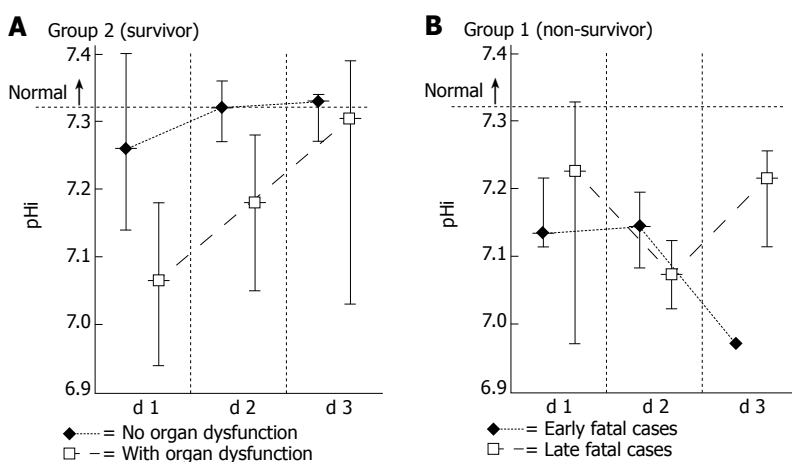 A Group 2 (survivor)
7.4
Normal
7.3
7.2
7.1
7.0
6.9
pHi
d 1 d 2 d 3
= No organ dysfunction
= With organ dysfunction
B Group 1 (non-survivor)
7.4
Normal
7.3
7.2
7.1
7.0
6.9
pHi
d 1 d 2 d 3
= Early fatal cases
= Late fatal cases